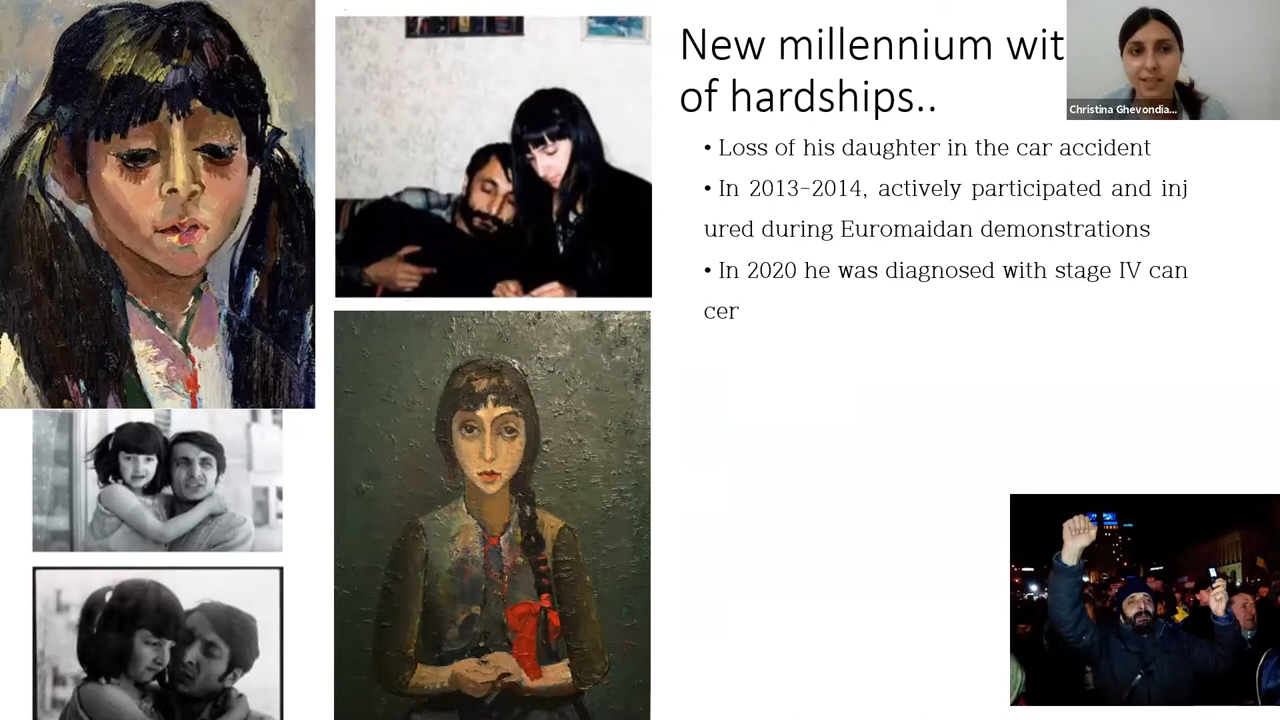 New millennium wit
of hardships..
Christina Ghevondia...
• Loss of his daughter in the car accident
• In 2013-2014, actively participated and inj
ured during Euromaidan demonstrations
• In 2020 he was diagnosed with stage IV can
cer